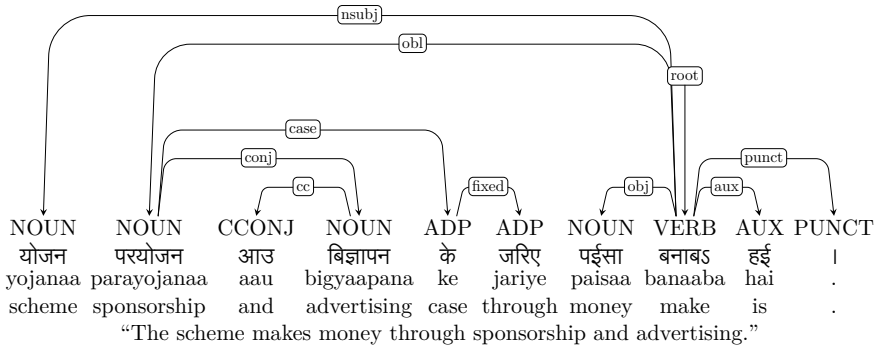 nsubj
obl
root
case
conj punct
cc fixed obj aux
NOUN NOUN CCONJ NOUN ADP ADP NOUN VERB AUX PUNCT
योजन परयोजन आउ बिज्ञापन के जरिए पईसा बनाबऽ हई ।
yojanaa parayojanaa aau bigyaapana ke jariye paisaa banaaba hai .
scheme sponsorship and advertising case through money make is .
“The scheme makes money through sponsorship and advertising.”